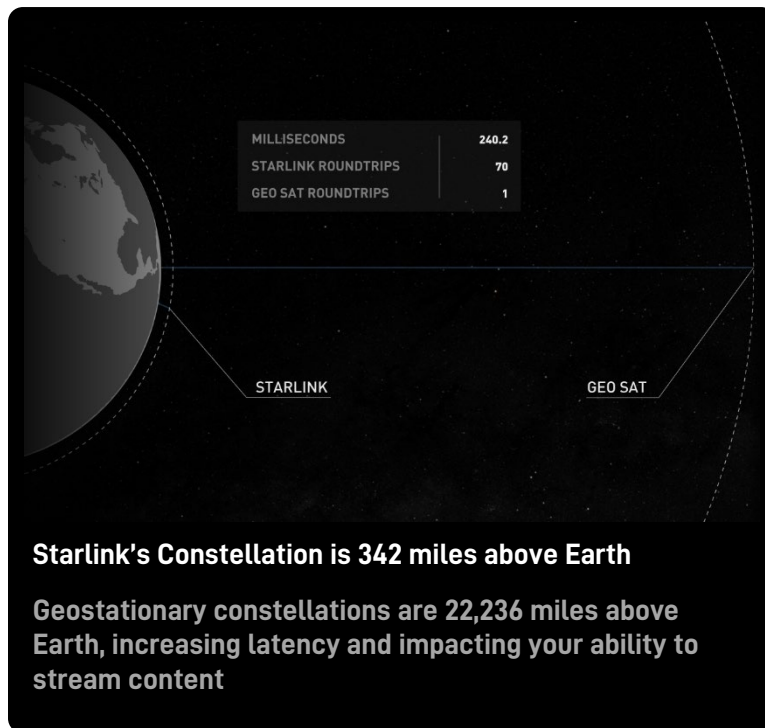 MILLISECONDS 240.2
STARLINK ROUNDTRIPS 70
GEO SAT ROUNDTRIPS 1
STARLINK
GEO SAT
Starlink’s Constellation is 342 miles above Earth
Geostationary constellations are 22,236 miles above
Earth, increasing latency and impacting your ability to
stream content